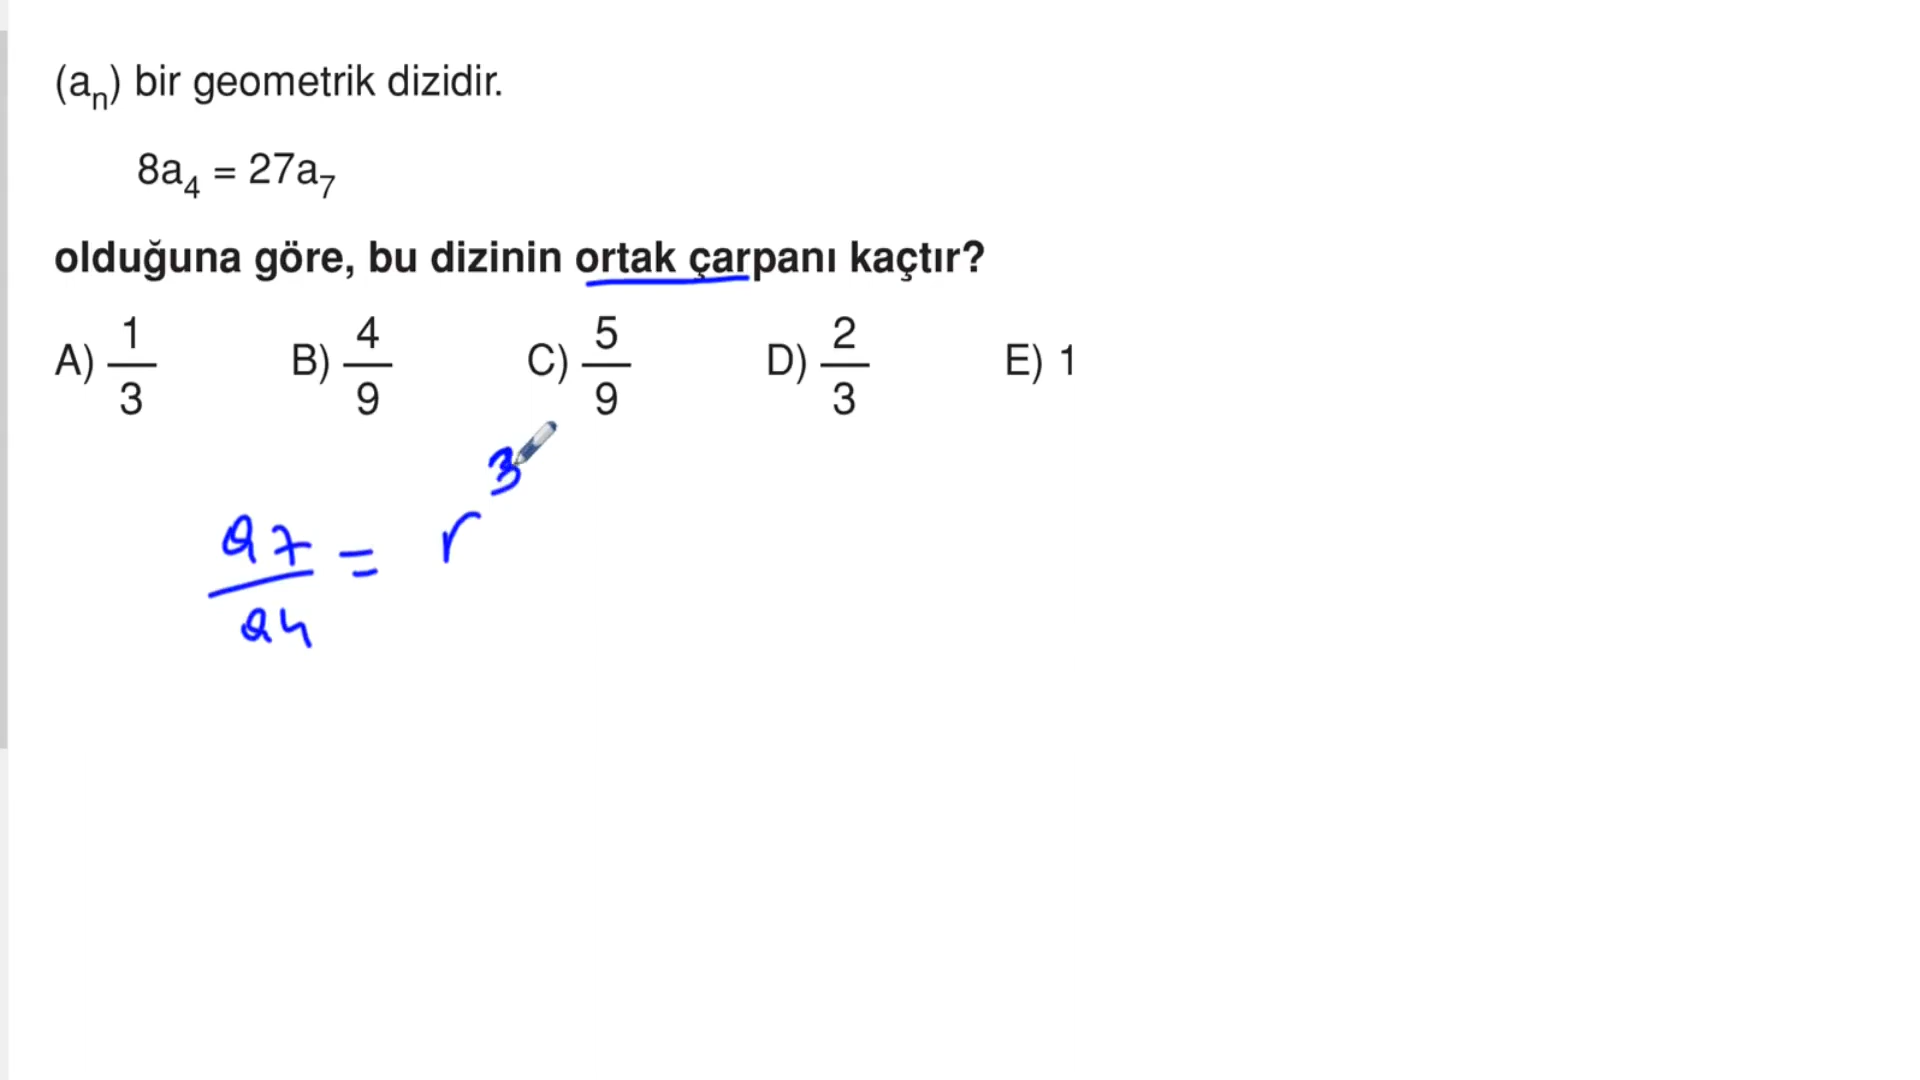 (aₙ) bir geometrik dizidir.
8a₄ = 27a₇
olduğuna göre, bu dizinin ortak çarpanı kaçtır?
A) 1/3 B) 4/9 C) 5/9 D) 2/3 E) 1
a7/a4 = r³